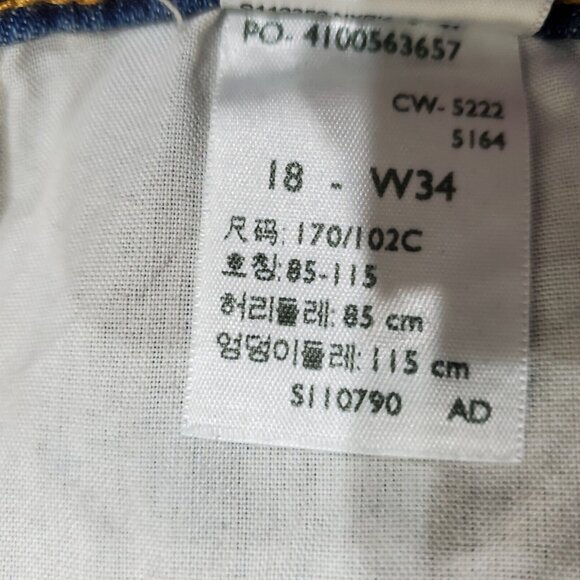 PO- 4100563657
CW- 5222
5164
18 - W34
尺码: 170/102C
호칭: 85-115
허리둘레: 85 cm
엉덩이둘레: 115 cm
S110790 AD